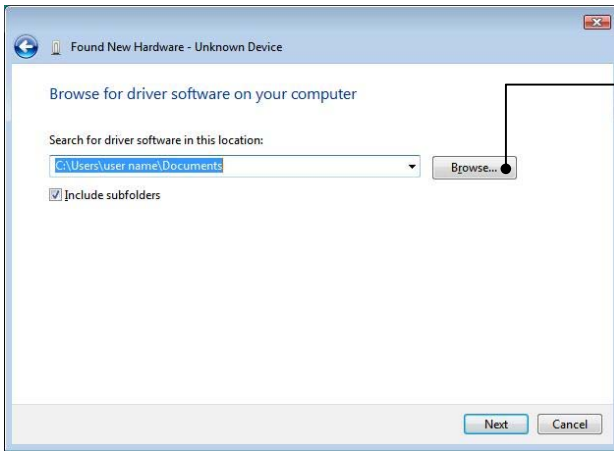 Found New Hardware - Unknown Device
Browse for driver software on your computer
Search for driver software in this location:
C:\Users\user name\Documents
Browse...
Include subfolders
Next
Cancel